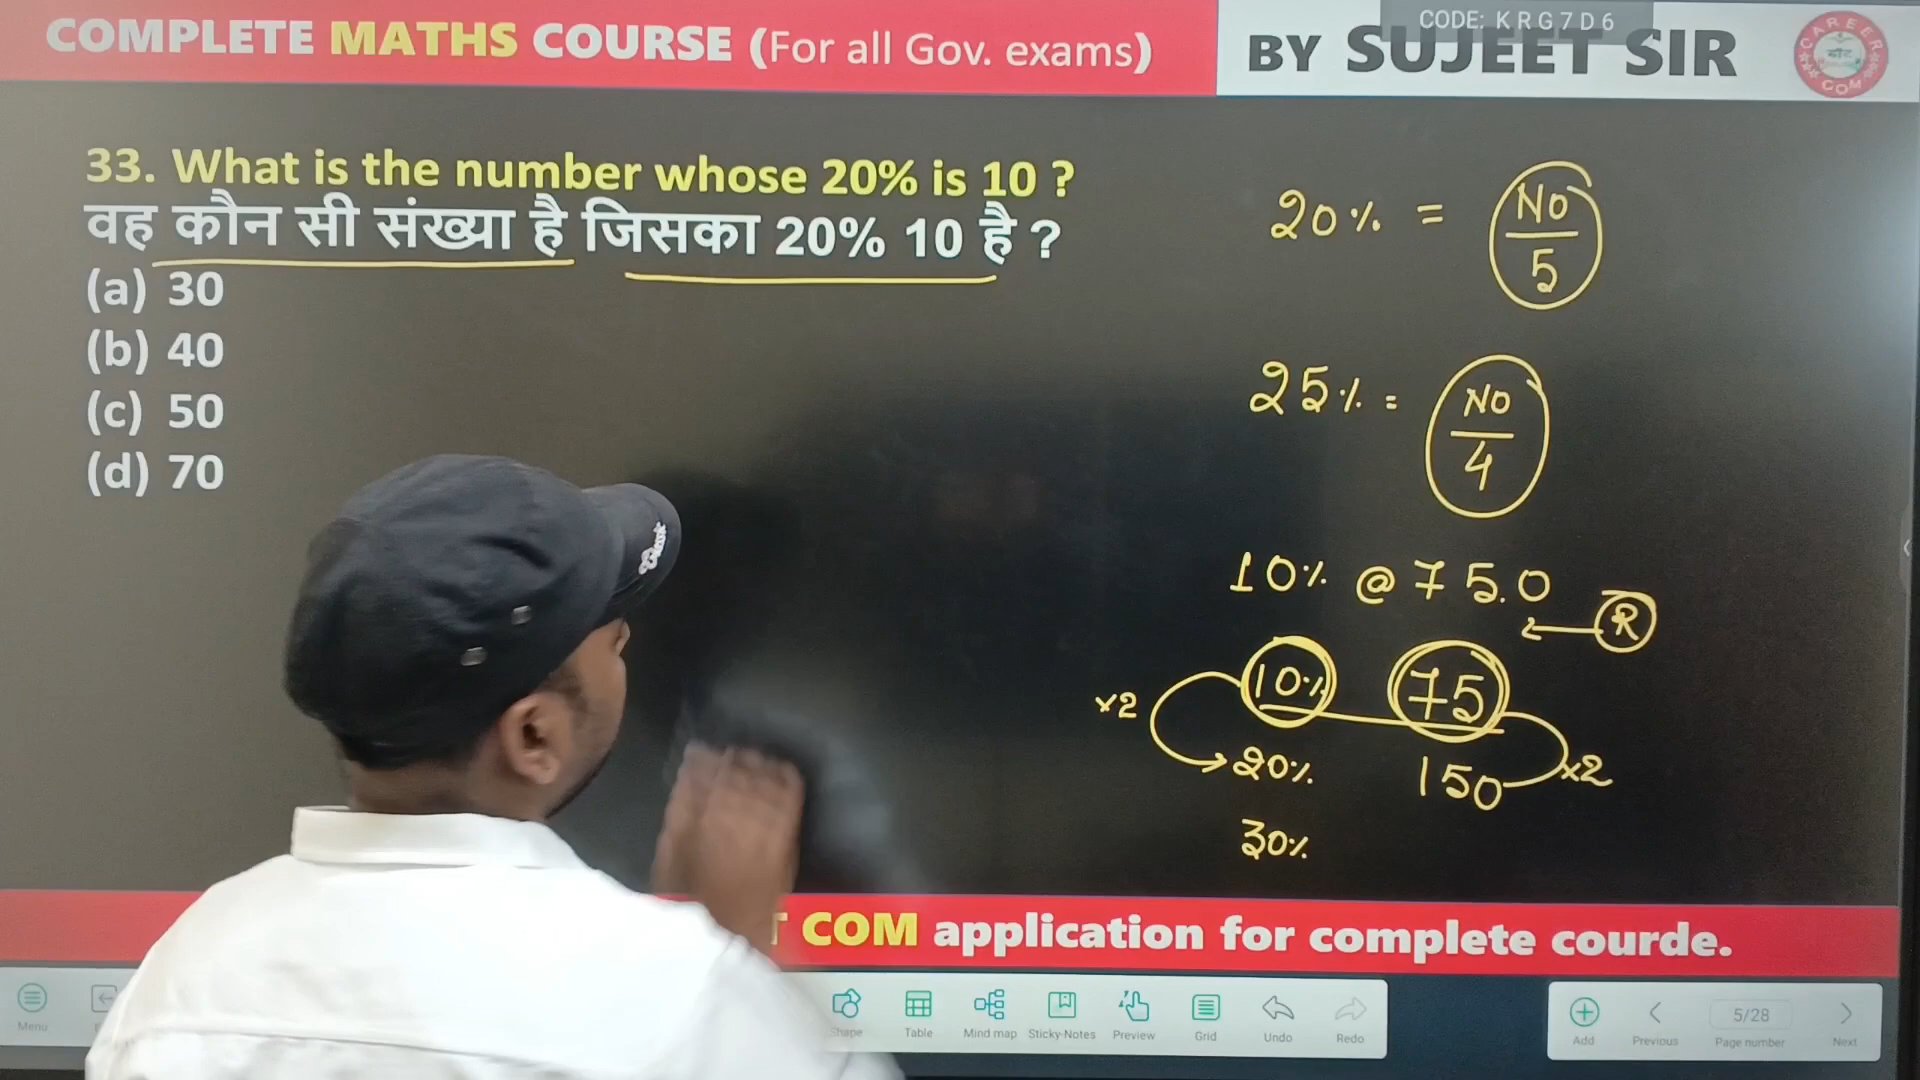 COMPLETE MATHS COURSE (For all Gov. exams)
BY SUJEET SIR
CODE: KRG7D6
CAREER
COM
33. What is the number whose 20% is 10 ?
वह कौन सी संख्या है जिसका 20% 10 है ?
(a) 30
(b) 40
(c) 50
(d) 70
20% = NO/5
25% = NO/4
10% @ 75.0
R
10% 75
×2
20% 150 ×2
30%
COM application for complete courde.
Menu
Shape
Table
Mind map
Sticky-Notes
Preview
Grid
Undo
Redo
Add
Previous
5/28
Page number
Next